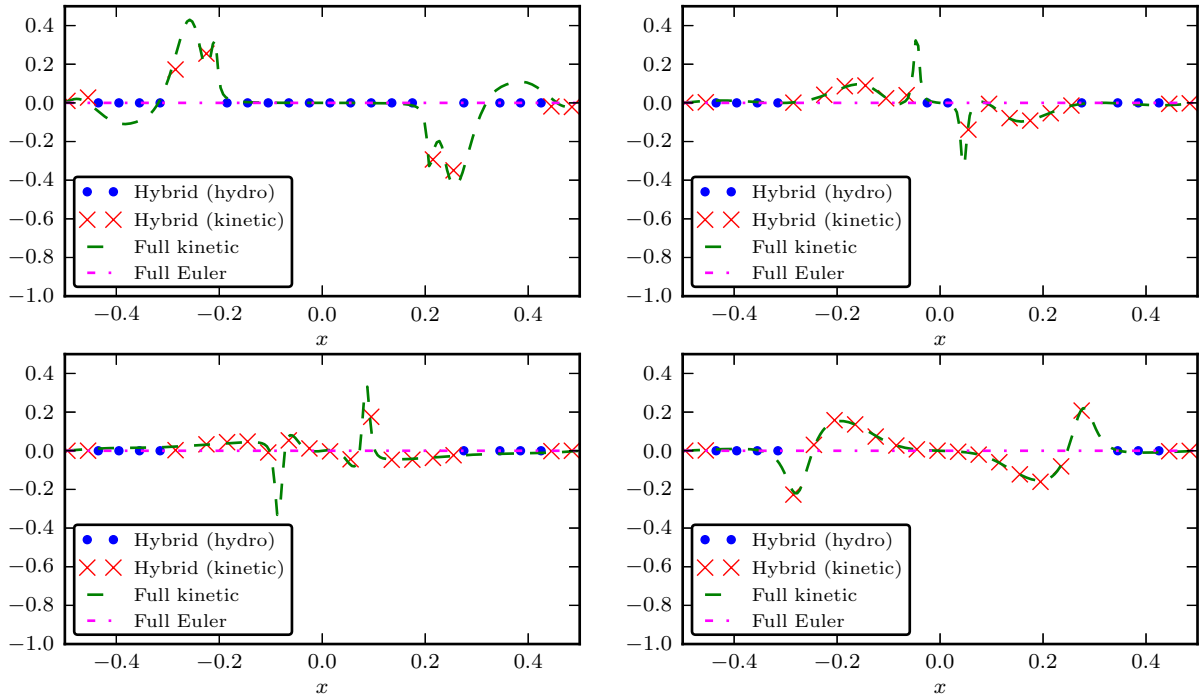 0.4
0.2
0.0
−0.2
−0.4
−0.6
−0.8
−1.0
Hybrid (hydro)
Hybrid (kinetic)
Full kinetic
Full Euler
−0.4 −0.2 0.0 0.2 0.4
x
0.4
0.2
0.0
−0.2
−0.4
−0.6
−0.8
−1.0
Hybrid (hydro)
Hybrid (kinetic)
Full kinetic
Full Euler
−0.4 −0.2 0.0 0.2 0.4
x
0.4
0.2
0.0
−0.2
−0.4
−0.6
−0.8
−1.0
Hybrid (hydro)
Hybrid (kinetic)
Full kinetic
Full Euler
−0.4 −0.2 0.0 0.2 0.4
x
0.4
0.2
0.0
−0.2
−0.4
−0.6
−0.8
−1.0
Hybrid (hydro)
Hybrid (kinetic)
Full kinetic
Full Euler
−0.4 −0.2 0.0 0.2 0.4
x